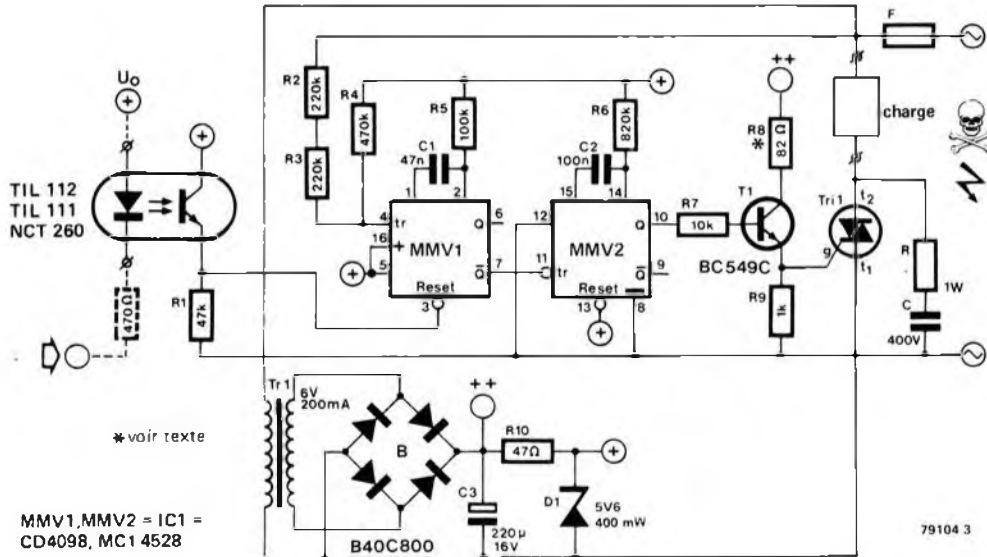 F
U₀
R2
220k
R4
470k
R5
100k
R6
820k
++
R8
*
82 Ω
charge
R3
220k
C1
47n
C2
100n
TIL 112
TIL 111
NCT 260
1
2
15
14
4
tr
Q
6
16
+
MMV1
5
7
Q̄
Reset
3
12
Q
10
MMV2
11
tr
Q̄
9
Reset
13
8
R7
10k
T1
BC549C
Tri1
t2
g
t1
R
1W
C
400V
R9
1k
R1
47k
470Ω
Tr1
6V
200mA
++
B
R10
47Ω
C3
220µ
16V
D1
5V6
400 mW
B40C800
*voir texte
MMV1,MMV2 = IC1 =
CD4098, MC14528
79104 3